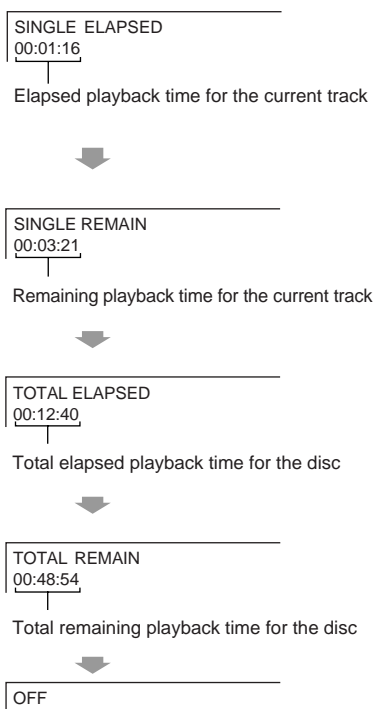 SINGLE ELAPSED
00:01:16
Elapsed playback time for the current track
SINGLE REMAIN
00:03:21
Remaining playback time for the current track
TOTAL ELAPSED
00:12:40
Total elapsed playback time for the disc
TOTAL REMAIN
00:48:54
Total remaining playback time for the disc
OFF